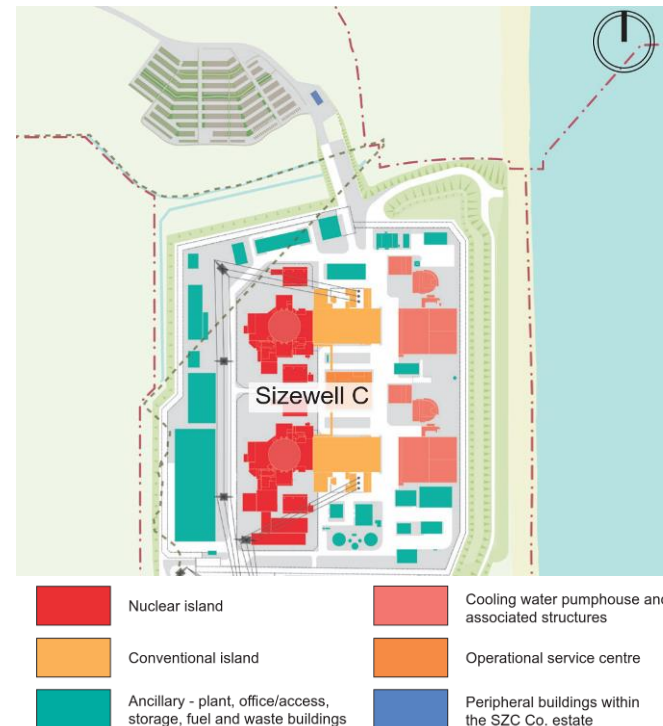 Sizewell C
Nuclear island
Cooling water pumphouse and
associated structures
Conventional island
Operational service centre
Ancillary - plant, office/access,
storage, fuel and waste buildings
Peripheral buildings within
the SZC Co. estate